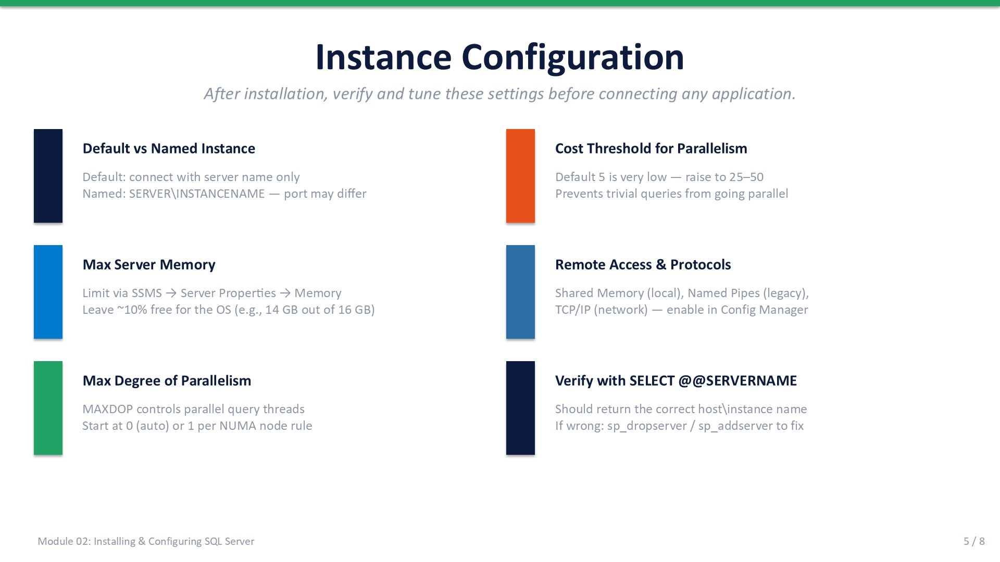 Instance Configuration
After installation, verify and tune these settings before connecting any application.
Default vs Named Instance
Default: connect with server name only
Named: SERVER\INSTANCENAME — port may differ
Max Server Memory
Limit via SSMS → Server Properties → Memory
Leave ~10% free for the OS (e.g., 14 GB out of 16 GB)
Max Degree of Parallelism
MAXDOP controls parallel query threads
Start at 0 (auto) or 1 per NUMA node rule
Cost Threshold for Parallelism
Default 5 is very low — raise to 25–50
Prevents trivial queries from going parallel
Remote Access & Protocols
Shared Memory (local), Named Pipes (legacy),
TCP/IP (network) — enable in Config Manager
Verify with SELECT @@SERVERNAME
Should return the correct host\instance name
If wrong: sp_dropserver / sp_addserver to fix
Module 02: Installing & Configuring SQL Server
5 / 8